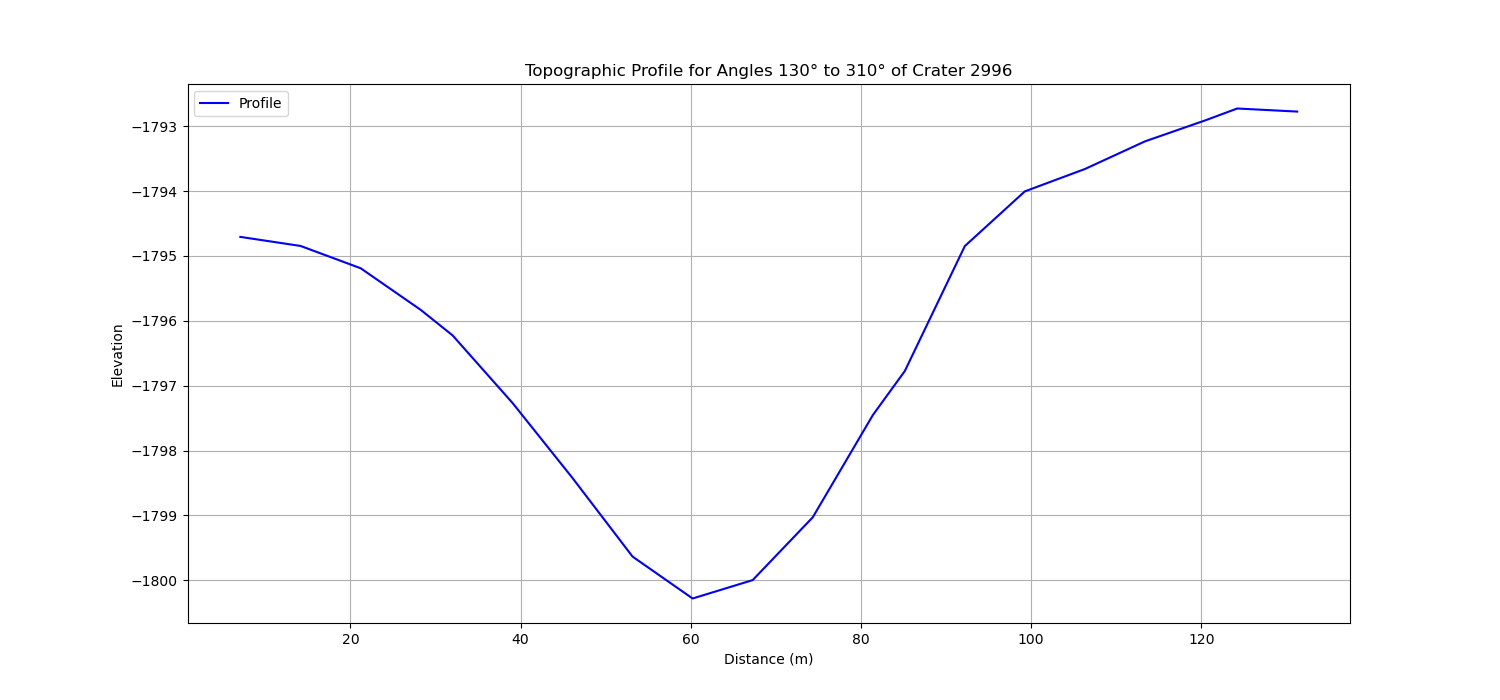 Topographic Profile for Angles 130° to 310° of Crater 2996
Profile
−1793
−1794
−1795
−1796
−1797
−1798
−1799
−1800
Elevation
20 40 60 80 100 120
Distance (m)